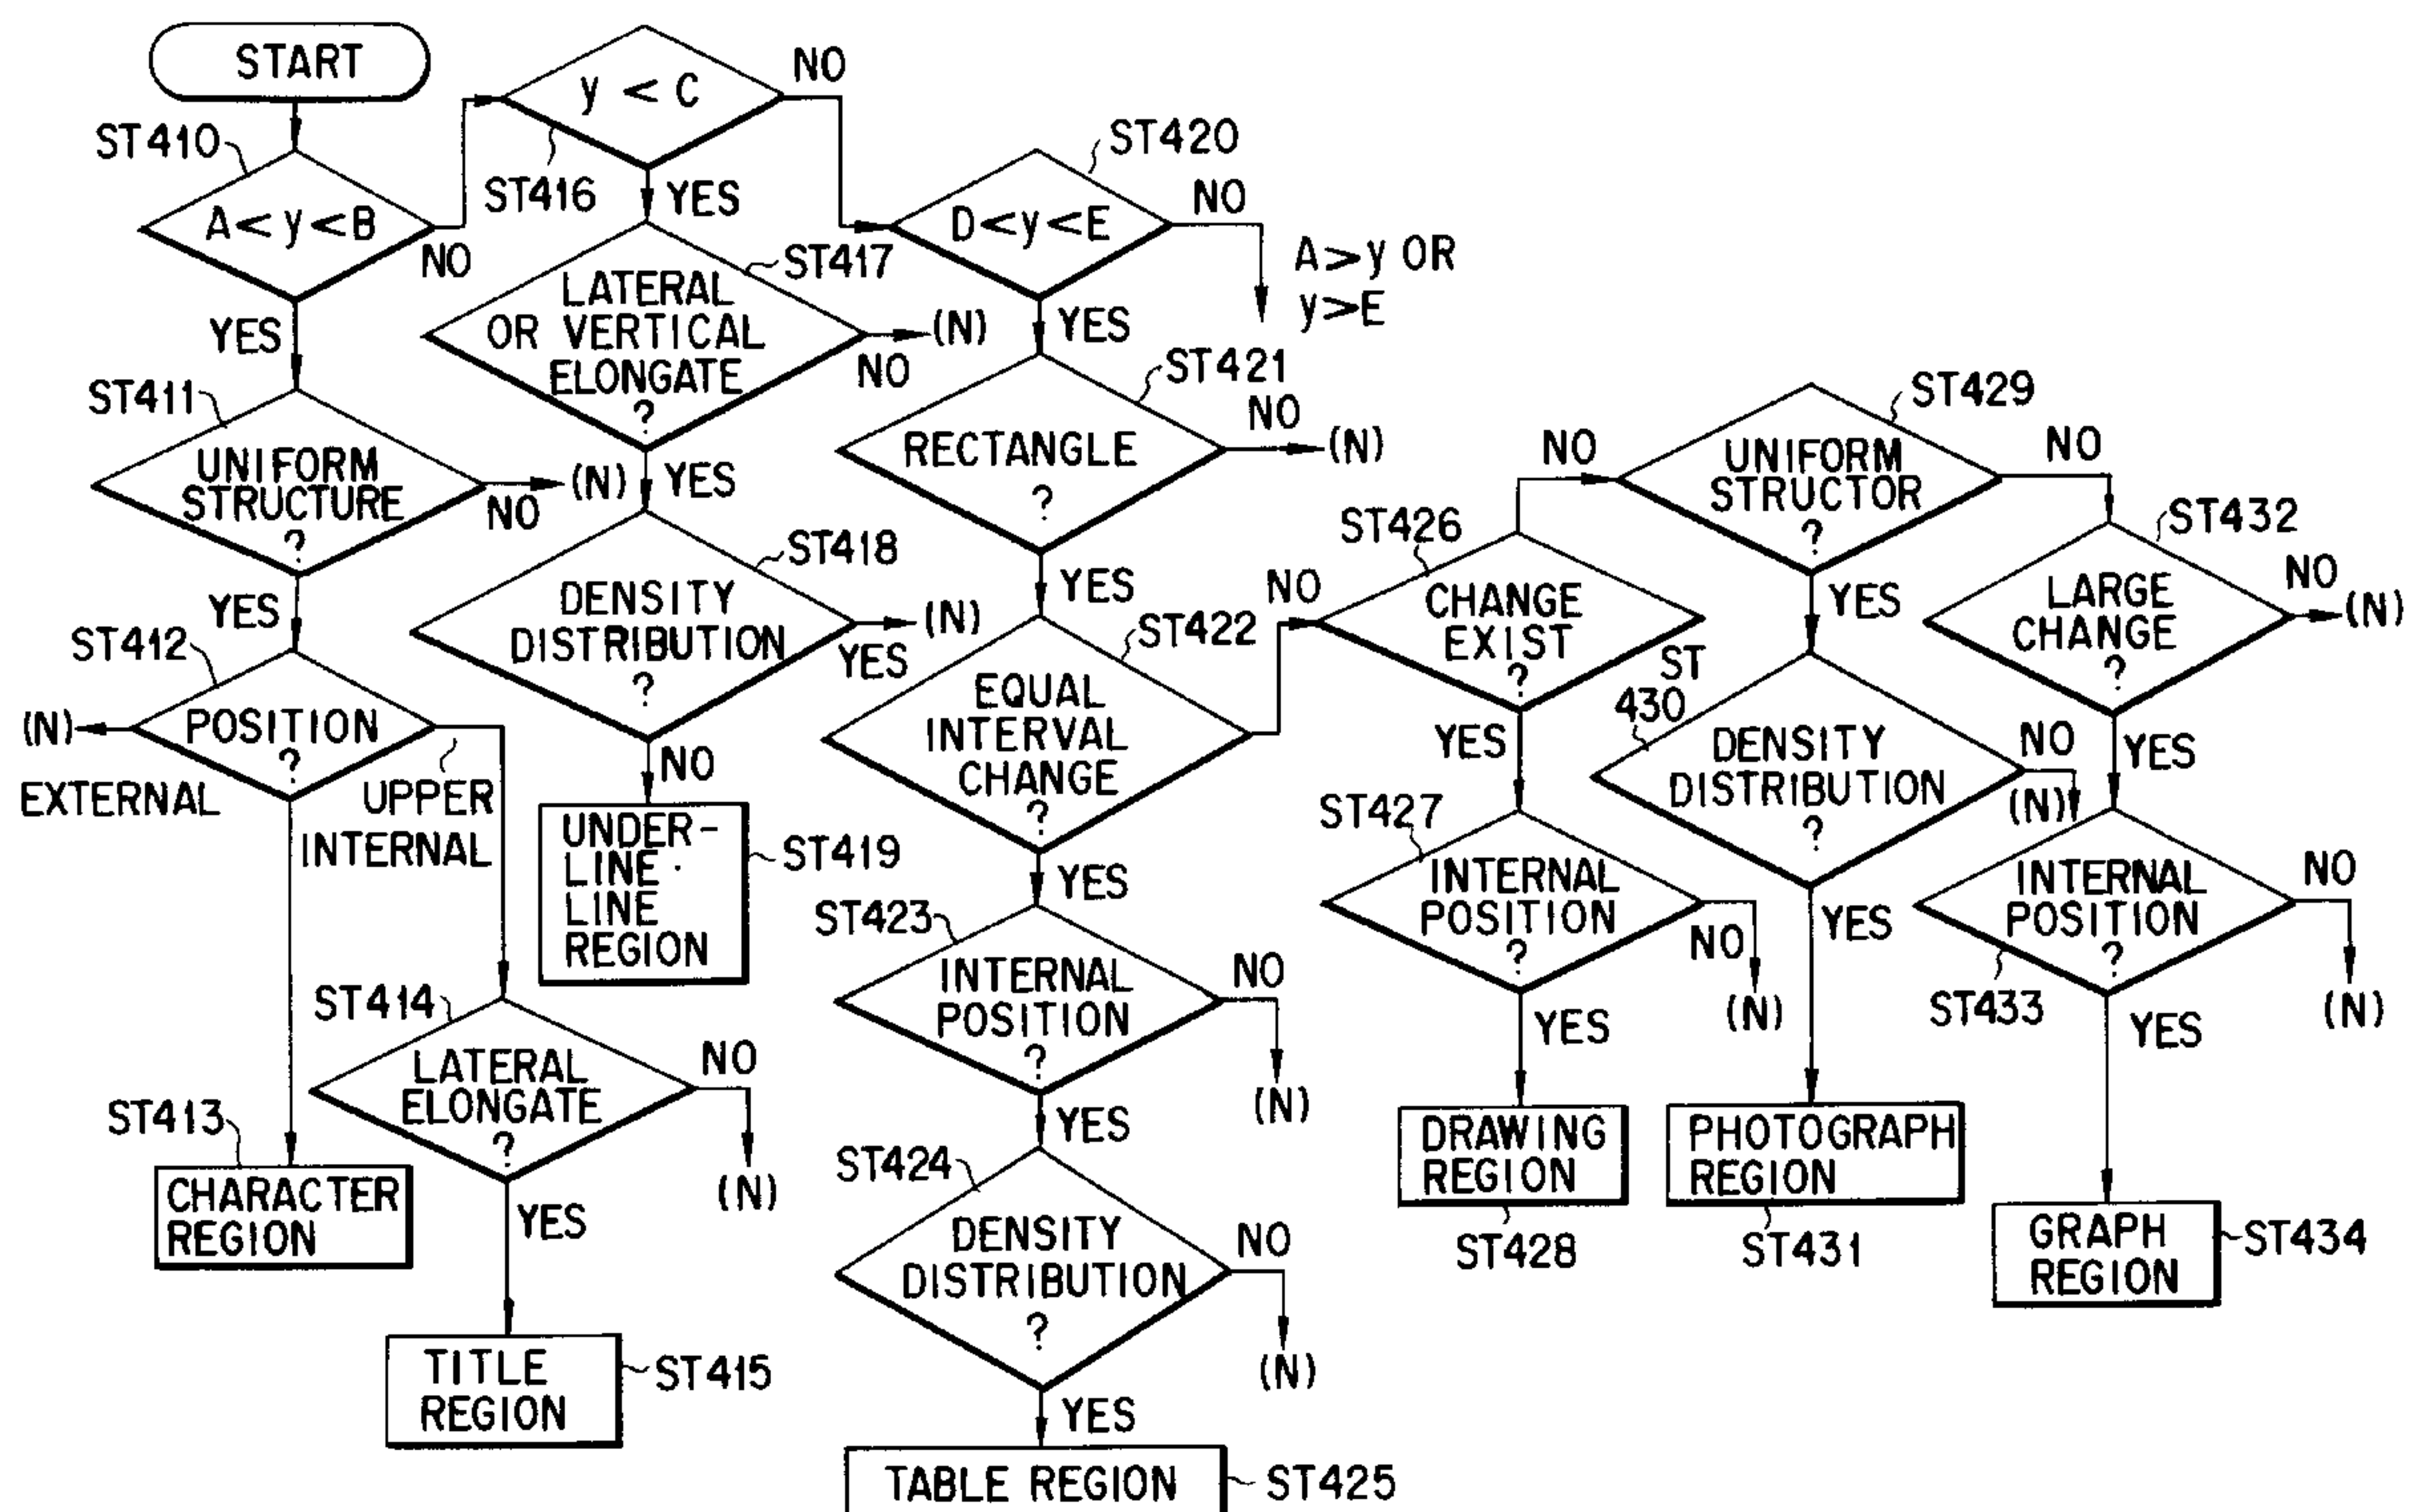 START
ST410
A<y<B
NO
YES
ST411
UNIFORM
STRUCTURE
?
NO
(N)
YES
ST412
POSITION
?
(N)
EXTERNAL
UPPER
INTERNAL
ST413
CHARACTER
REGION
ST414
LATERAL
ELONGATE
?
NO
(N)
YES
TITLE
REGION
ST415
y < C
NO
ST416
YES
ST417
LATERAL
OR VERTICAL
ELONGATE
?
(N)
NO
YES
ST418
DENSITY
DISTRIBUTION
?
(N)
YES
NO
UNDER-
LINE ·
LINE
REGION
ST419
ST420
D<y<E
NO
A>y OR
y>E
YES
ST421
RECTANGLE
?
NO
(N)
YES
ST422
EQUAL
INTERVAL
CHANGE
?
NO
YES
ST423
INTERNAL
POSITION
?
NO
(N)
YES
ST424
DENSITY
DISTRIBUTION
?
NO
(N)
YES
TABLE REGION
ST425
ST426
CHANGE
EXIST
?
NO
YES
ST427
INTERNAL
POSITION
?
NO
(N)
YES
DRAWING
REGION
ST428
ST429
UNIFORM
STRUCTOR
?
NO
YES
ST
430
DENSITY
DISTRIBUTION
?
NO
(N)
YES
PHOTOGRAPH
REGION
ST431
ST432
LARGE
CHANGE
?
NO
(N)
YES
INTERNAL
POSITION
?
NO
(N)
ST433
YES
GRAPH
REGION
ST434